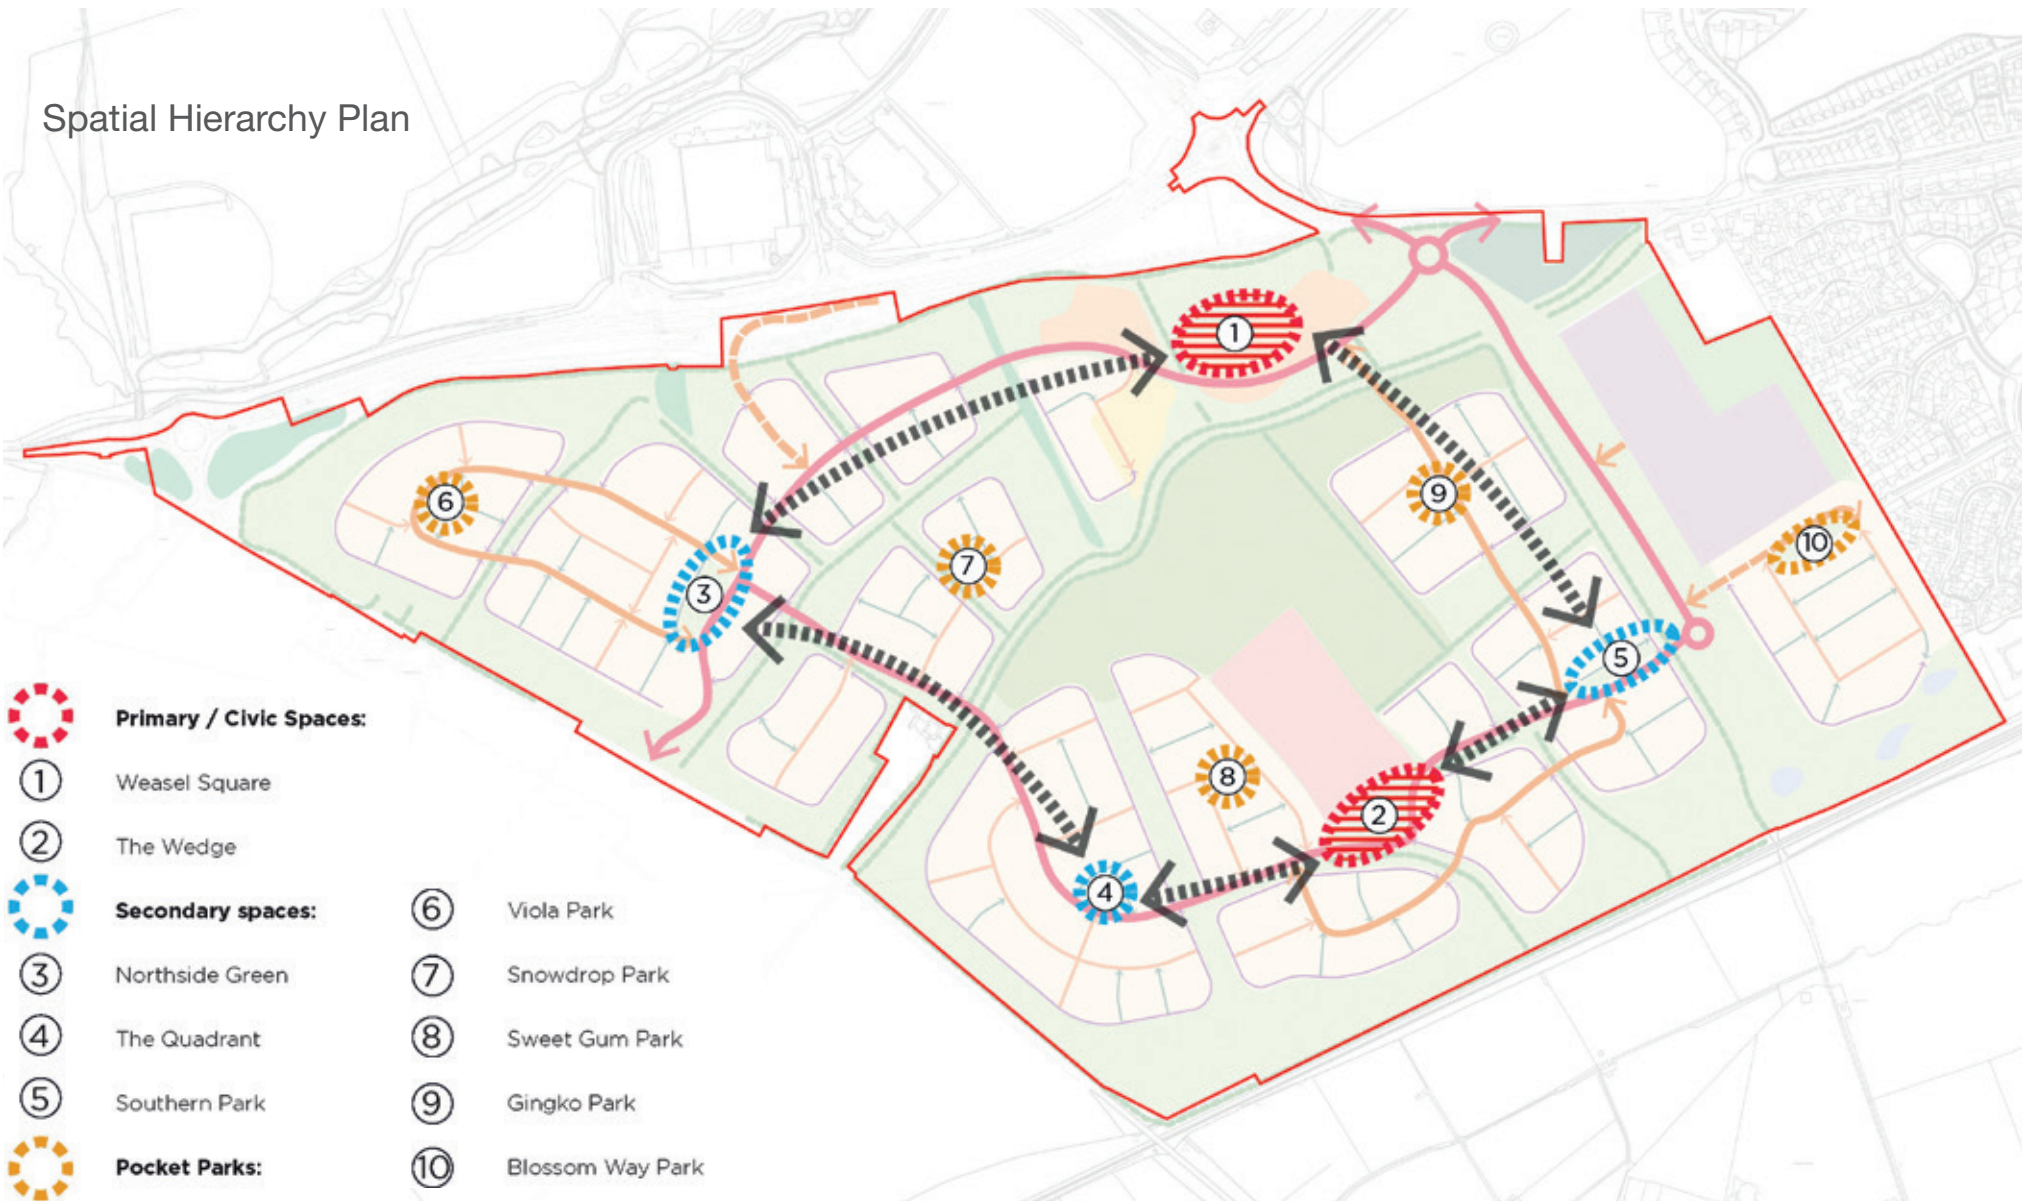 Spatial Hierarchy Plan
1
6
9
10
7
3
5
8
2
4
Primary / Civic Spaces:
1 Weasel Square
2 The Wedge
Secondary spaces:
3 Northside Green
4 The Quadrant
5 Southern Park
Pocket Parks:
6 Viola Park
7 Snowdrop Park
8 Sweet Gum Park
9 Gingko Park
10 Blossom Way Park